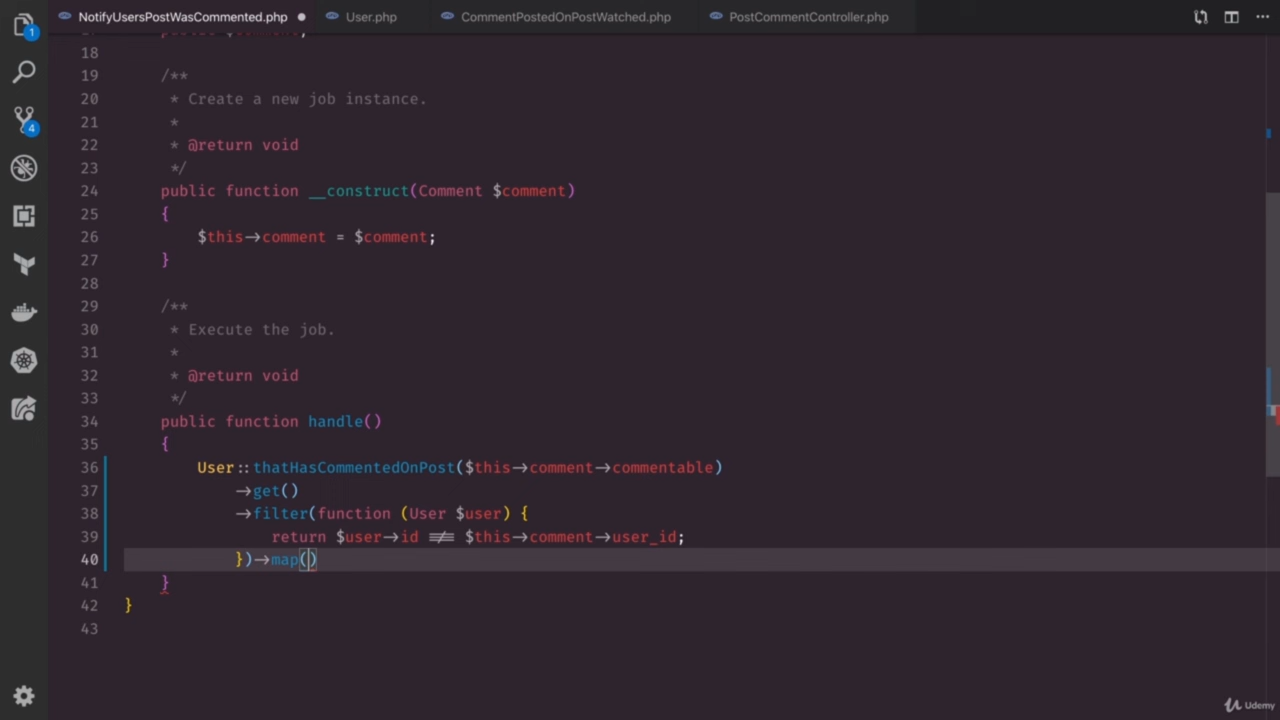 NotifyUsersPostWasCommented.php ● User.php CommentPostedOnPostWatched.php PostCommentController.php
1
4
18
19 /**
20 * Create a new job instance.
21 *
22 * @return void
23 */
24 public function __construct(Comment $comment)
25 {
26 $this->comment = $comment;
27 }
28
29 /**
30 * Execute the job.
31 *
32 * @return void
33 */
34 public function handle()
35 {
36 User::thatHasCommentedOnPost($this->comment->commentable)
37 ->get()
38 ->filter(function (User $user) {
39 return $user->id !== $this->comment->user_id;
40 })->map()
41 }
42 }
43
Udemy